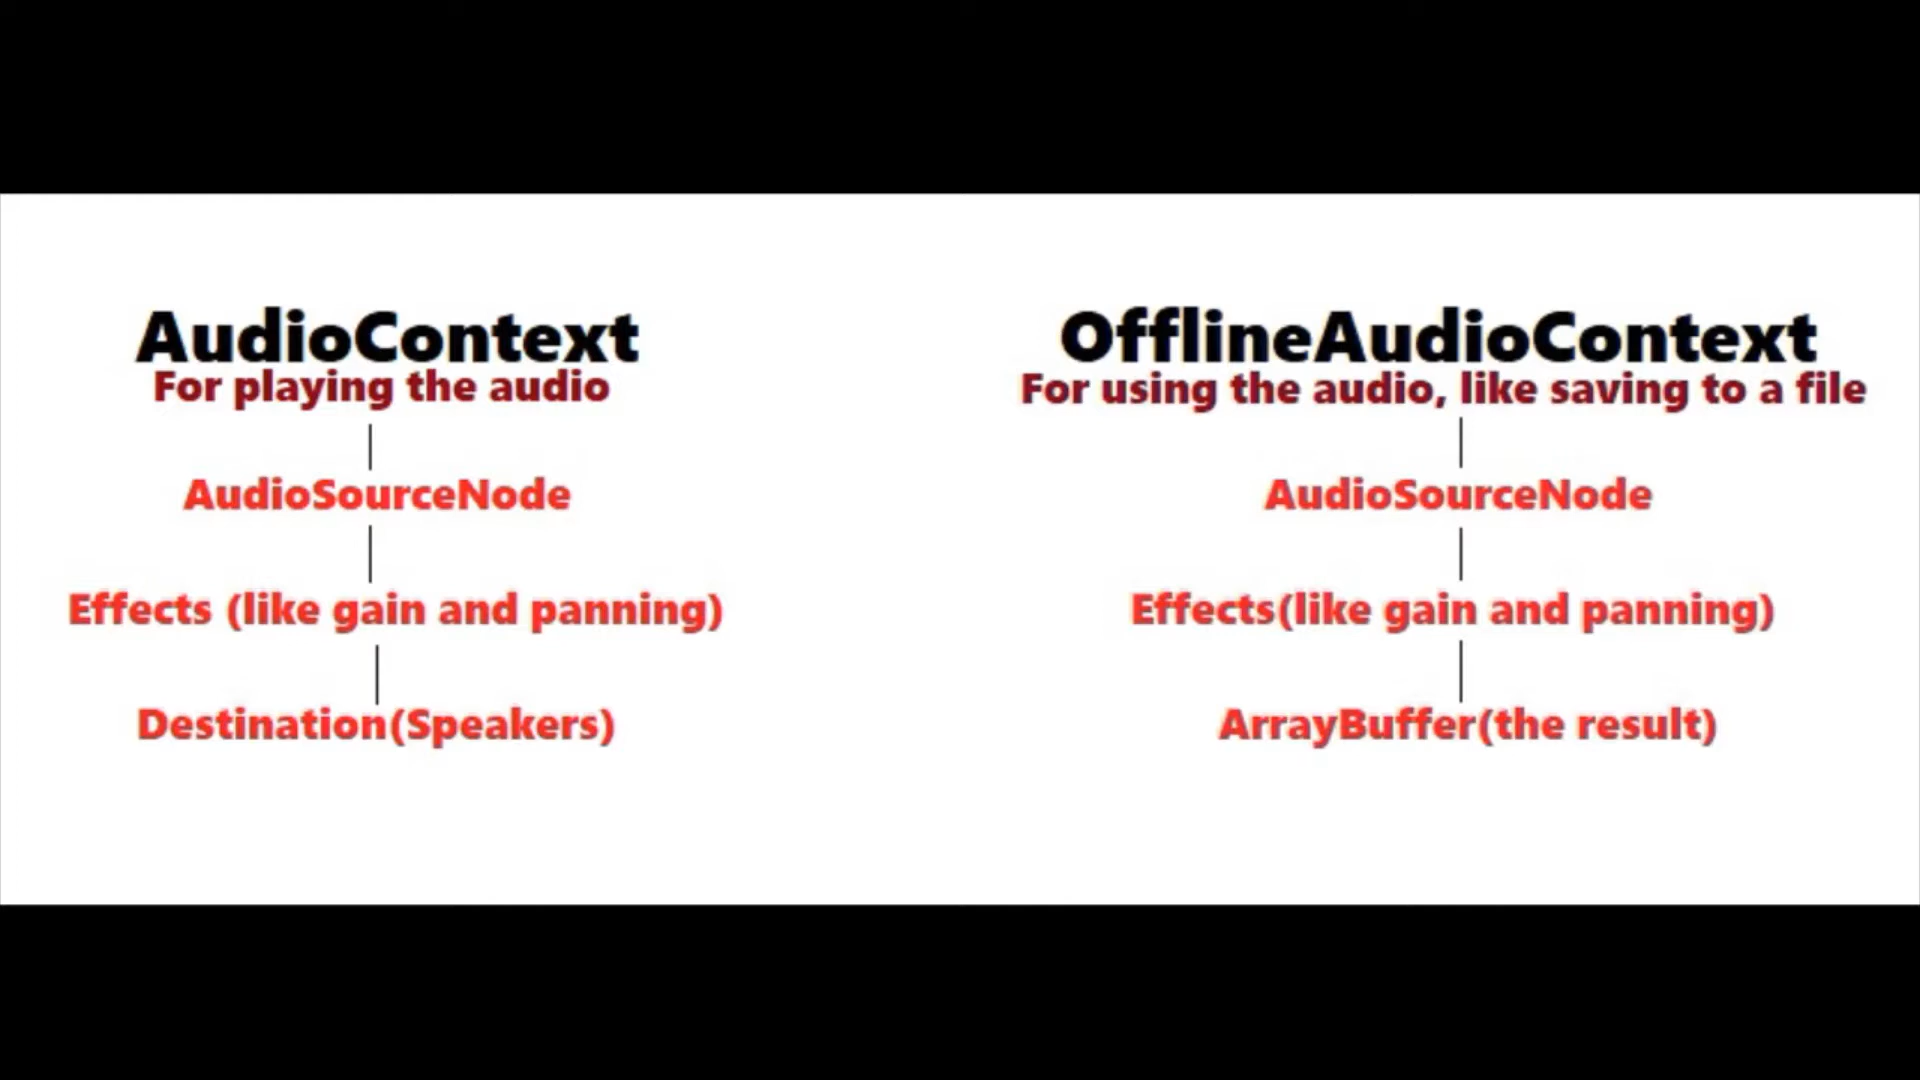 AudioContext
For playing the audio
AudioSourceNode
Effects (like gain and panning)
Destination(Speakers)
OfflineAudioContext
For using the audio, like saving to a file
AudioSourceNode
Effects(like gain and panning)
ArrayBuffer(the result)